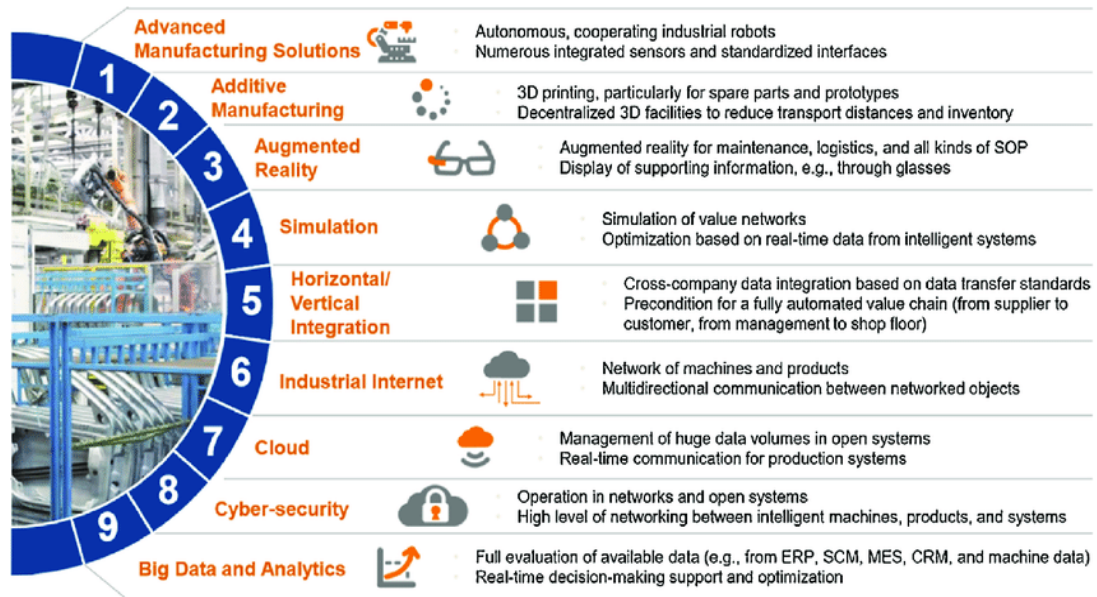 1
Advanced
Manufacturing Solutions
Autonomous, cooperating industrial robots
Numerous integrated sensors and standardized interfaces
2
Additive
Manufacturing
3D printing, particularly for spare parts and prototypes
Decentralized 3D facilities to reduce transport distances and inventory
3
Augmented
Reality
Augmented reality for maintenance, logistics, and all kinds of SOP
Display of supporting information, e.g., through glasses
4
Simulation
Simulation of value networks
Optimization based on real-time data from intelligent systems
5
Horizontal/
Vertical
Integration
Cross-company data integration based on data transfer standards
Precondition for a fully automated value chain (from supplier to
customer, from management to shop floor)
6
Industrial Internet
Network of machines and products
Multidirectional communication between networked objects
7
Cloud
Management of huge data volumes in open systems
Real-time communication for production systems
8
Cyber-security
Operation in networks and open systems
High level of networking between intelligent machines, products, and systems
9
Big Data and Analytics
Full evaluation of available data (e.g., from ERP, SCM, MES, CRM, and machine data)
Real-time decision-making support and optimization